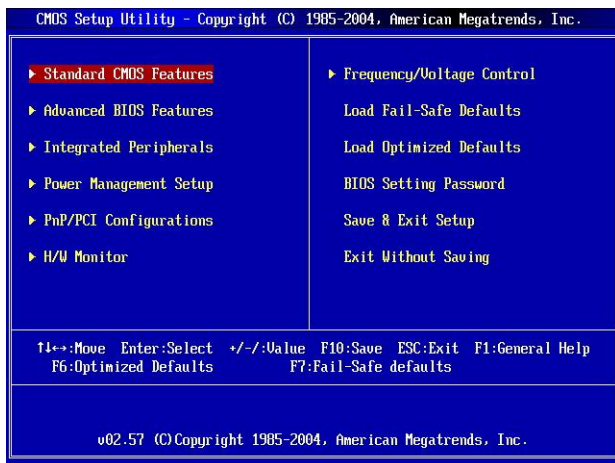 CMOS Setup Utility - Copyright (C) 1985-2004, American Megatrends, Inc.
▶ Standard CMOS Features
▶ Advanced BIOS Features
▶ Integrated Peripherals
▶ Power Management Setup
▶ PnP/PCI Configurations
▶ H/W Monitor
▶ Frequency/Voltage Control
Load Fail-Safe Defaults
Load Optimized Defaults
BIOS Setting Password
Save & Exit Setup
Exit Without Saving
↑↓←→:Move Enter:Select +/-/:Value F10:Save ESC:Exit F1:General Help
F6:Optimized Defaults F7:Fail-Safe defaults
v02.57 (C)Copyright 1985-2004, American Megatrends, Inc.